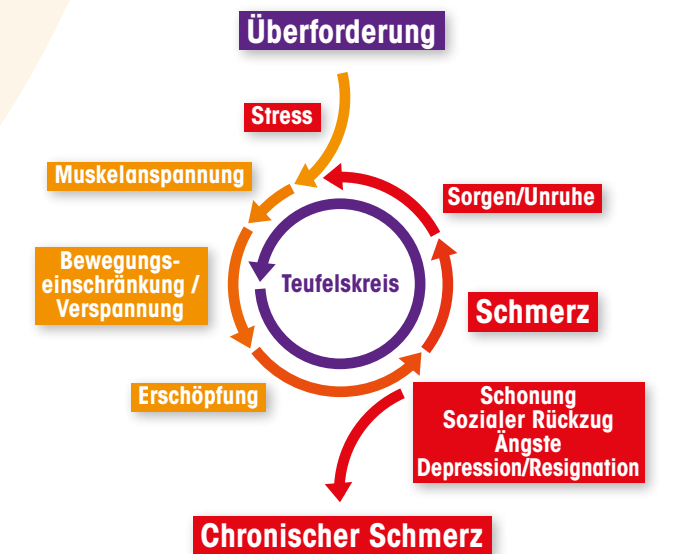 Überforderung
Stress
Muskelanspannung
Sorgen/Unruhe
Bewegungs-
einschränkung /
Verspannung
Teufelskreis
Schmerz
Erschöpfung
Schonung
Sozialer Rückzug
Ängste
Depression/Resignation
Chronischer Schmerz